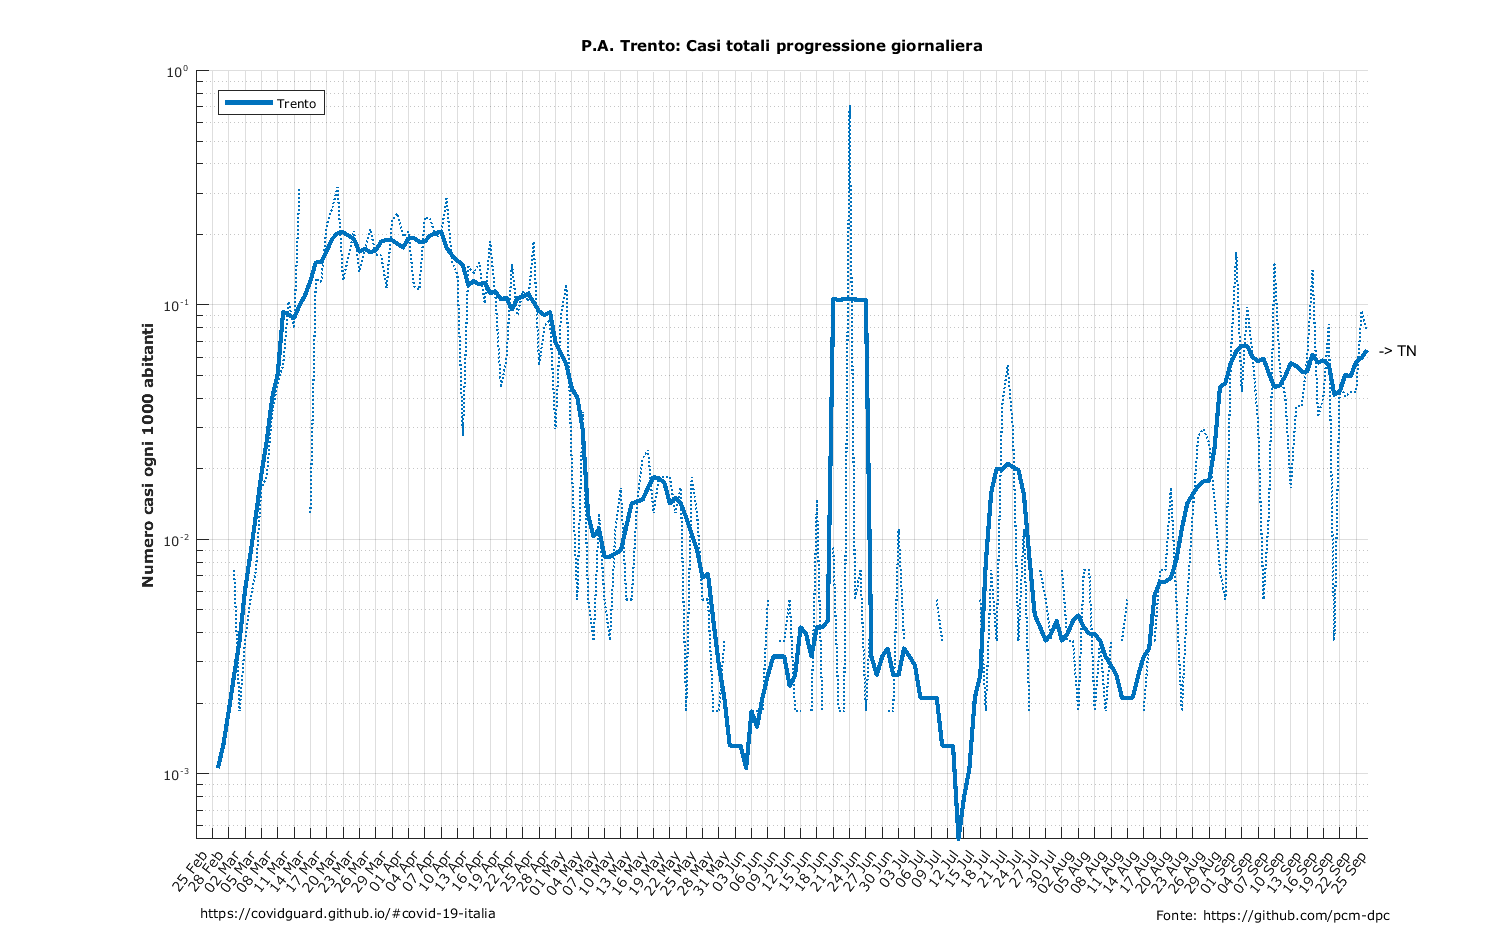 P.A. Trento: Casi totali progressione giornaliera
Numero casi ogni 1000 abitanti
10⁰
10⁻¹
10⁻²
10⁻³
Trento
-> TN
25 Feb
28 Feb
02 Mar
05 Mar
08 Mar
11 Mar
14 Mar
17 Mar
20 Mar
23 Mar
26 Mar
29 Mar
01 Apr
04 Apr
07 Apr
10 Apr
13 Apr
16 Apr
19 Apr
22 Apr
25 Apr
28 Apr
01 May
04 May
07 May
10 May
13 May
16 May
19 May
22 May
25 May
28 May
31 May
03 Jun
06 Jun
09 Jun
12 Jun
15 Jun
18 Jun
21 Jun
24 Jun
27 Jun
30 Jun
03 Jul
06 Jul
09 Jul
12 Jul
15 Jul
18 Jul
21 Jul
24 Jul
27 Jul
30 Jul
02 Aug
05 Aug
08 Aug
11 Aug
14 Aug
17 Aug
20 Aug
23 Aug
26 Aug
29 Aug
01 Sep
04 Sep
07 Sep
10 Sep
13 Sep
16 Sep
19 Sep
22 Sep
25 Sep
https://covidguard.github.io/#covid-19-italia
Fonte: https://github.com/pcm-dpc